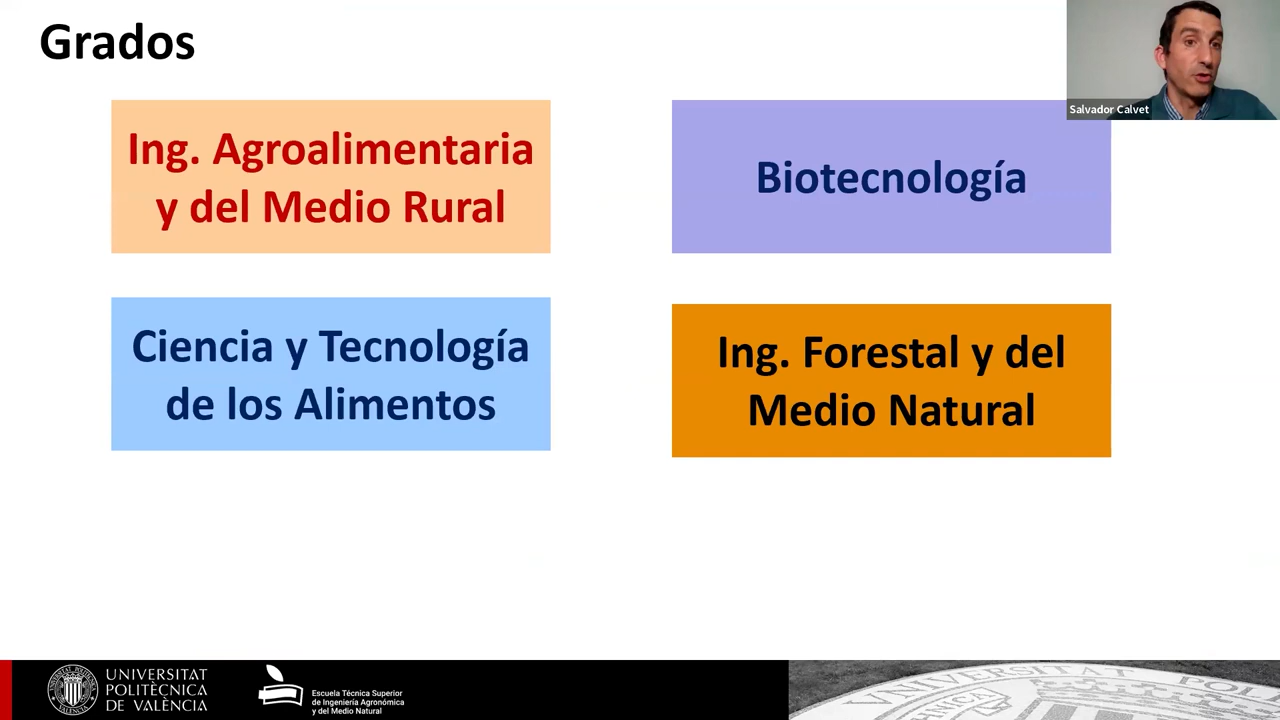 Grados
Salvador Calvet
Ing. Agroalimentaria
y del Medio Rural
Biotecnología
Ciencia y Tecnología
de los Alimentos
Ing. Forestal y del
Medio Natural
UNIVERSITAT
POLITÈCNICA
DE VALÈNCIA
Escuela Técnica Superior
de Ingeniería Agronómica
y del Medio Natural